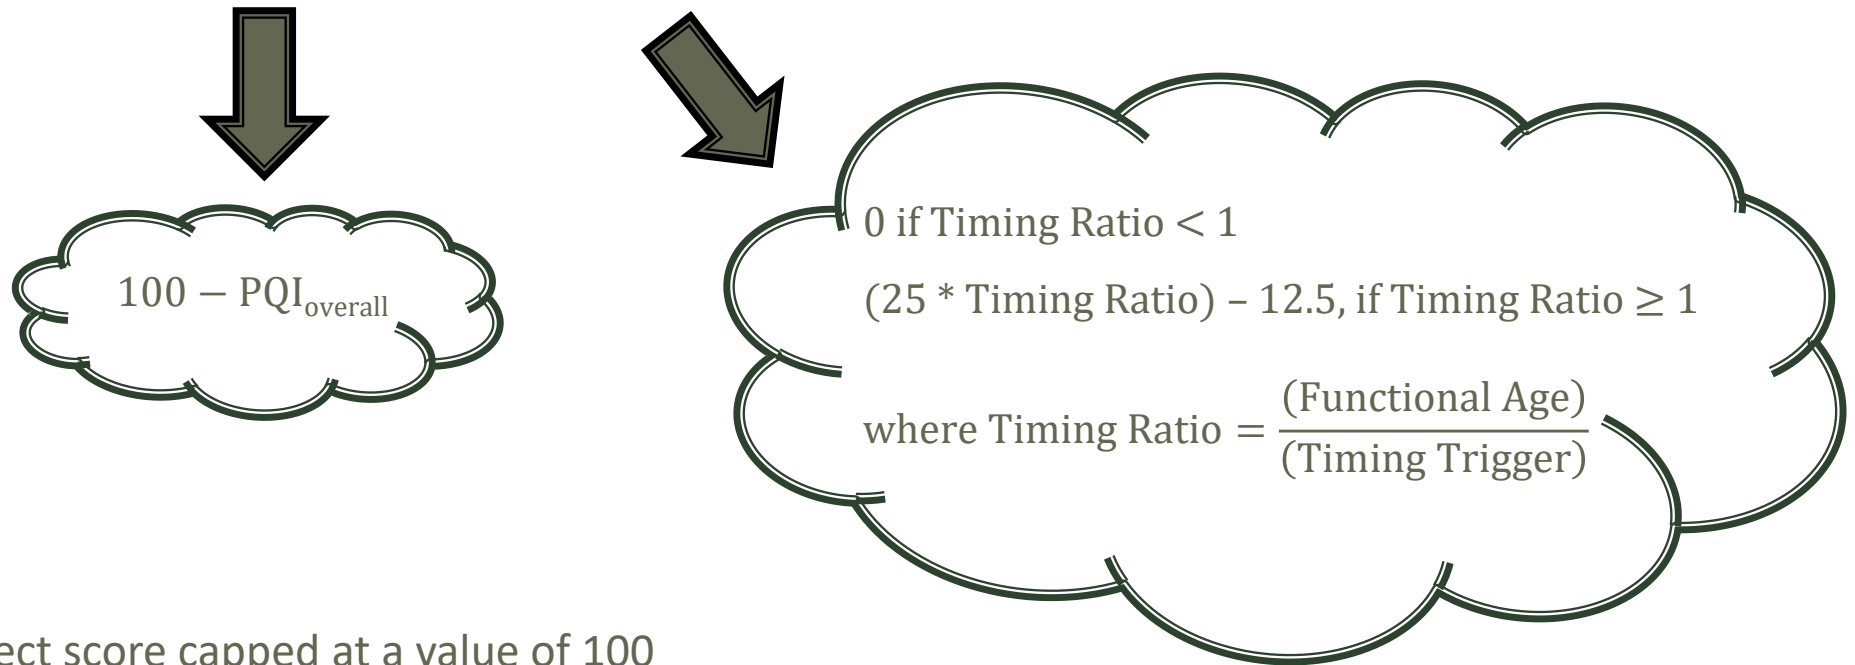 100 − PQIoverall
0 if Timing Ratio < 1
(25 * Timing Ratio) – 12.5, if Timing Ratio ≥ 1
where Timing Ratio = (Functional Age)
(Timing Trigger)
ect score capped at a value of 100